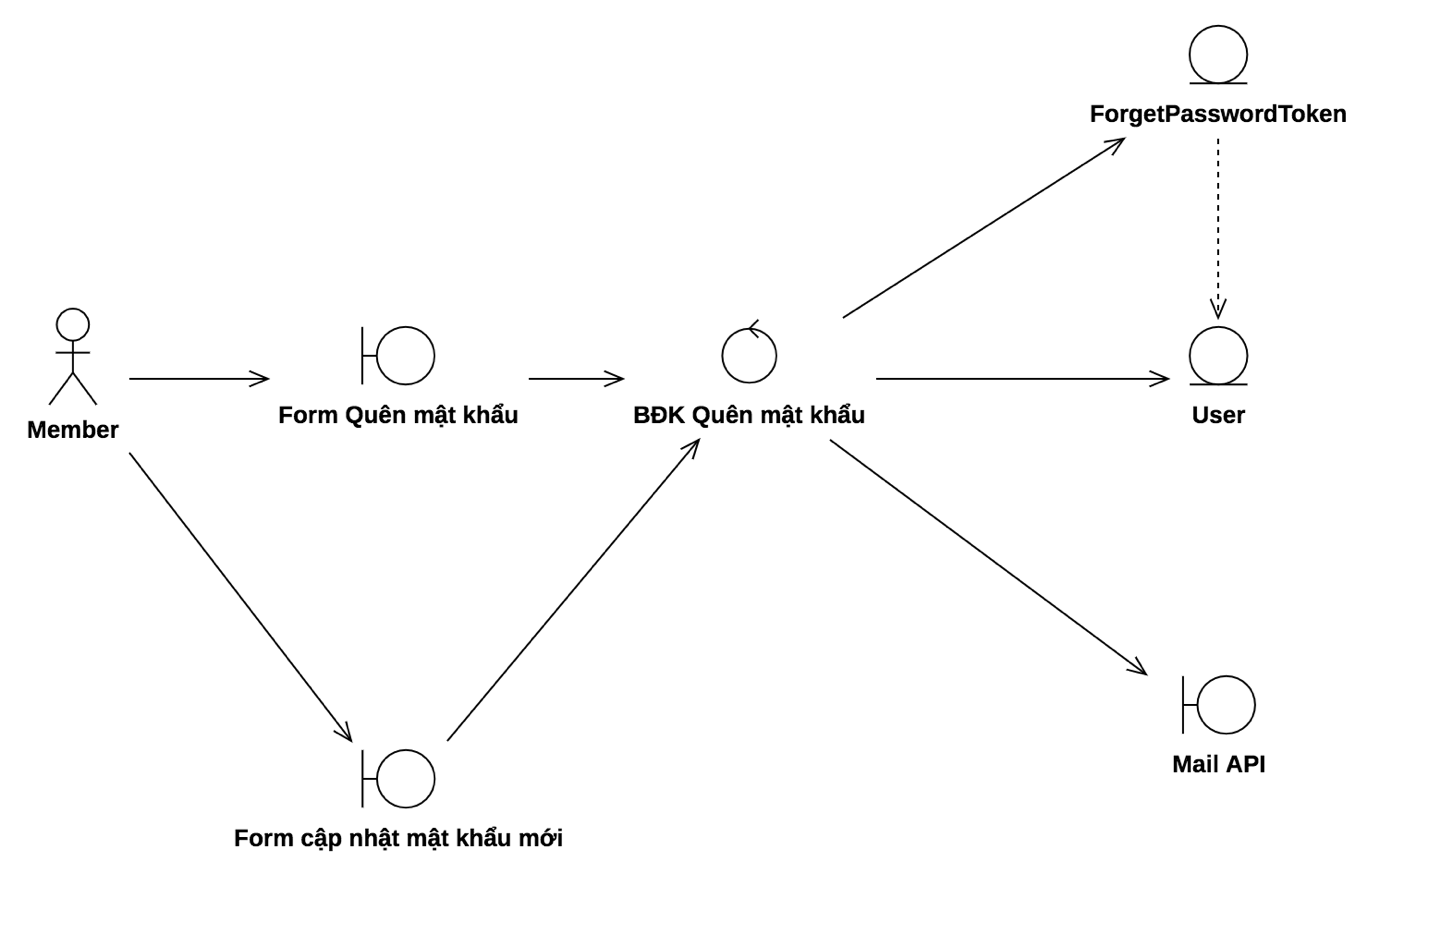 ForgetPasswordToken
Member
Form Quên mật khẩu
BĐK Quên mật khẩu
User
Mail API
Form cập nhật mật khẩu mới